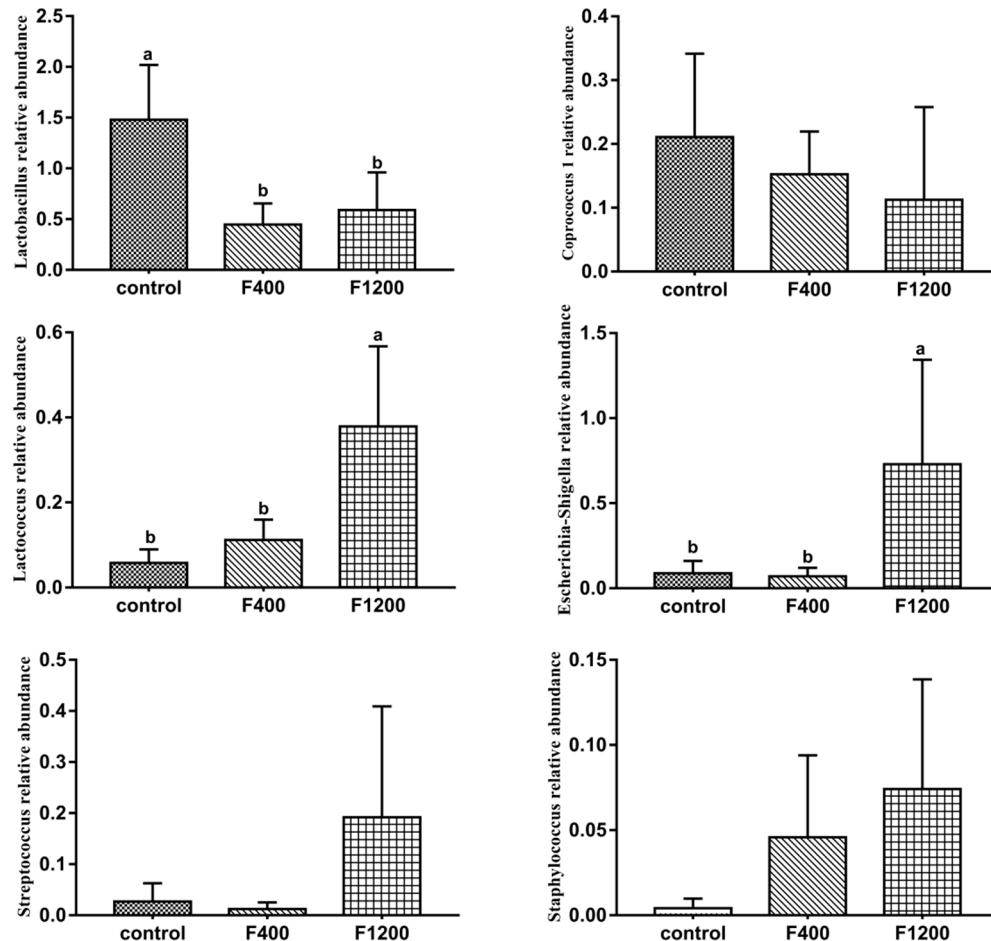 Lactobacillus relative abundance
2.5
2.0
1.5
1.0
0.5
0.0
a
b
b
control F400 F1200
Coprococcus 1 relative abundance
0.4
0.3
0.2
0.1
0.0
control F400 F1200
Lactococcus relative abundance
0.6
0.4
0.2
0.0
b
b
a
control F400 F1200
Escherichia-Shigella relative abundance
1.5
1.0
0.5
0.0
b
b
a
control F400 F1200
Streptococcus relative abundance
0.5
0.4
0.3
0.2
0.1
0.0
control F400 F1200
Staphylococcus relative abundance
0.15
0.10
0.05
0.00
control F400 F1200